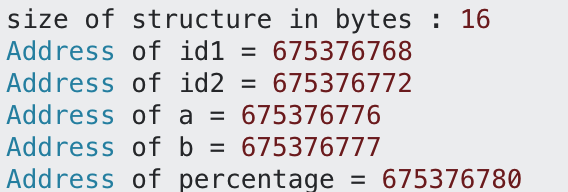 size of structure in bytes : 16
Address of id1 = 675376768
Address of id2 = 675376772
Address of a = 675376776
Address of b = 675376777
Address of percentage = 675376780